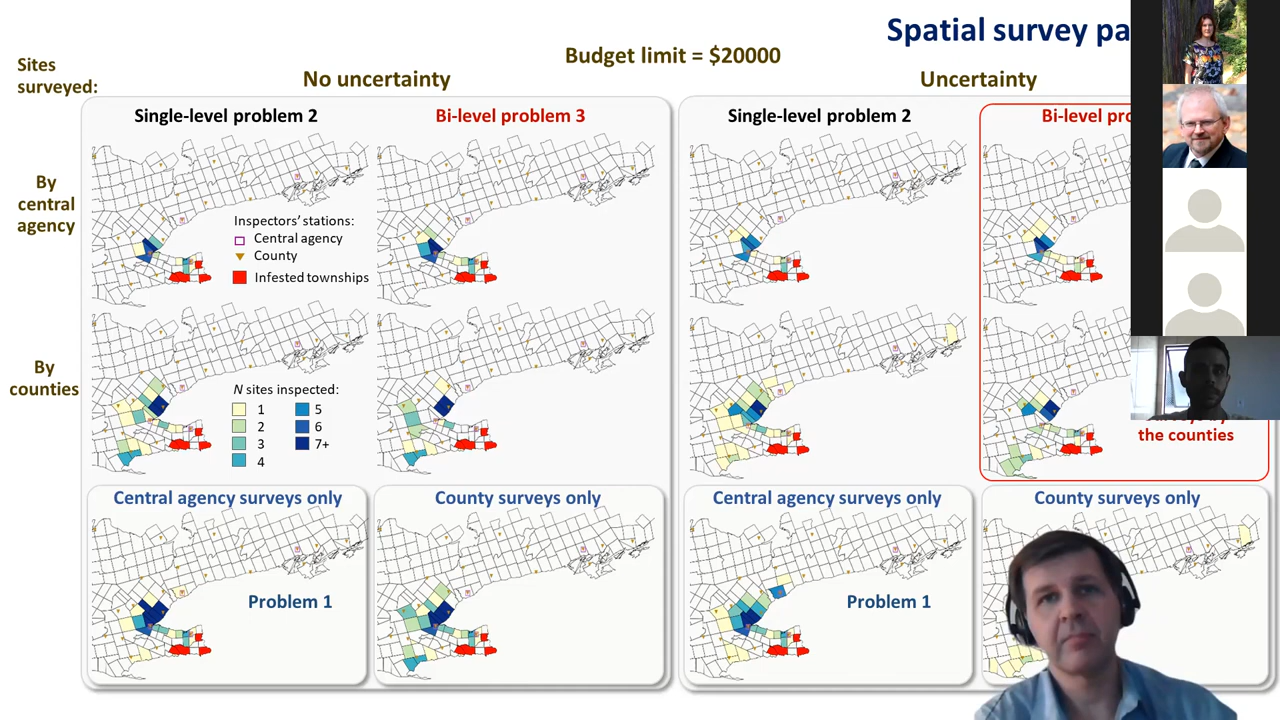 Spatial survey
Budget limit = $20000
Sites
surveyed:
No uncertainty
Uncertainty
Single-level problem 2
Bi-level problem 3
Single-level problem 2
Bi-level
By
central
agency
Inspectors' stations:
Central agency
County
Infested townships
By
counties
N sites inspected:
1
2
3
4
5
6
7+
the counties
Central agency surveys only
County surveys only
Central agency surveys only
County surveys only
Problem 1
Problem 1